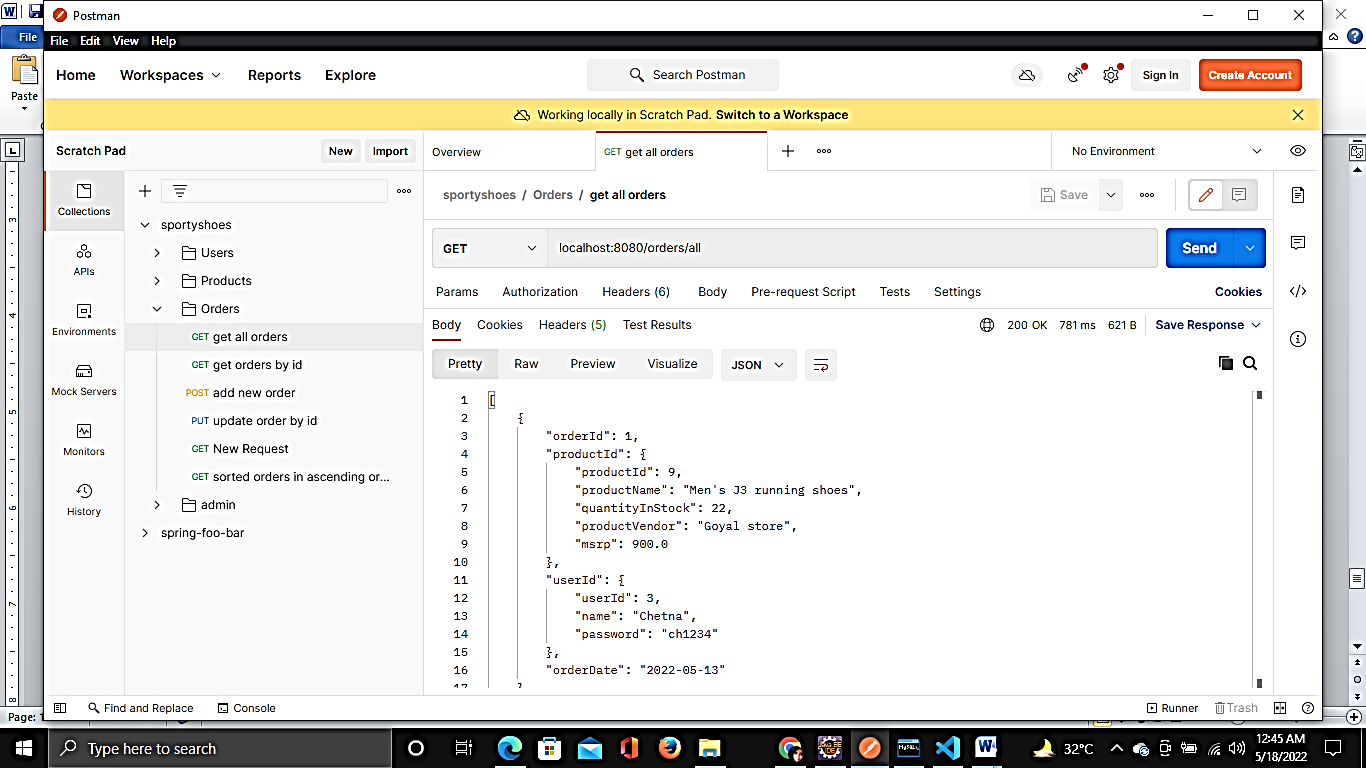 Postman
File
File Edit View Help
Paste
Home Workspaces Reports Explore Search Postman Sign In Create Account
Working locally in Scratch Pad. Switch to a Workspace
Scratch Pad New Import Overview GET get all orders No Environment
Collections
APIs
Environments
Mock Servers
Monitors
History
sportyshoes
Users
Products
Orders
GET get all orders
GET get orders by id
POST add new order
PUT update order by id
GET New Request
GET sorted orders in ascending or...
admin
spring-foo-bar
sportyshoes / Orders / get all orders Save
GET localhost:8080/orders/all Send
Params Authorization Headers (6) Body Pre-request Script Tests Settings Cookies
Body Cookies Headers (5) Test Results 200 OK 781 ms 621 B Save Response
Pretty Raw Preview Visualize JSON
1 [
2 {
3 "orderId": 1,
4 "productId": {
5 "productId": 9,
6 "productName": "Men's J3 running shoes",
7 "quantityInStock": 22,
8 "productVendor": "Goyal store",
9 "msrp": 900.0
10 },
11 "userId": {
12 "userId": 3,
13 "name": "Chetna",
14 "password": "ch1234"
15 },
16 "orderDate": "2022-05-13"
17 }
Find and Replace Console Runner Trash
Page: 1
Type here to search 32°C 12:45 AM
5/18/2022